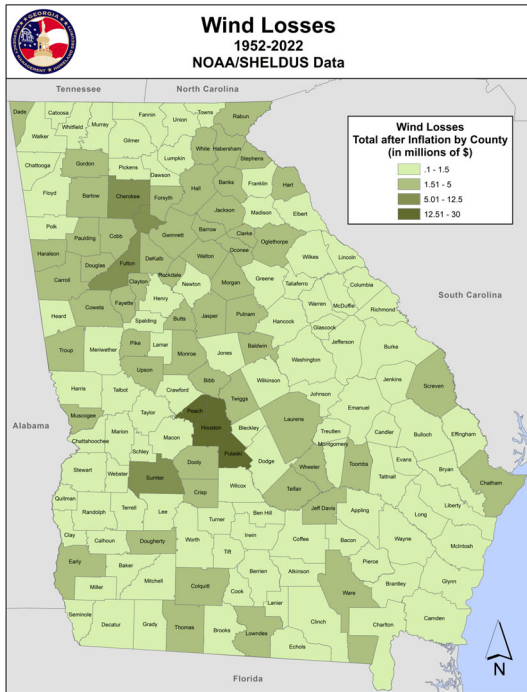 GEORGIA
Wind Losses
1952-2022
NOAA/SHELDUS Data
Tennessee
North Carolina
Wind Losses
Total after Inflation by County
(in millions of $)
.1 - 1.5
1.51 - 5
5.01 - 12.5
12.51 - 30
Dade
Catoosa
Walker
Whitfield
Murray
Fannin
Union
Towns
Rabun
Gilmer
White
Habersham
Chattooga
Gordon
Pickens
Dawson
Lumpkin
Stephens
Floyd
Bartow
Cherokee
Forsyth
Hall
Banks
Franklin
Hart
Polk
Paulding
Cobb
Gwinnett
Jackson
Madison
Elbert
Barrow
Clarke
Oconee
Oglethorpe
Haralson
Douglas
Fulton
DeKalb
Walton
Wilkes
Lincoln
Carroll
Clayton
Rockdale
Newton
Morgan
Greene
Taliaferro
Columbia
South Carolina
Heard
Coweta
Fayette
Henry
Warren
McDuffie
Richmond
Spalding
Butts
Jasper
Putnam
Hancock
Glascock
Troup
Meriwether
Pike
Lamar
Monroe
Jones
Baldwin
Jefferson
Burke
Upson
Washington
Harris
Talbot
Crawford
Bibb
Twiggs
Wilkinson
Jenkins
Screven
Johnson
Muscogee
Taylor
Peach
Houston
Emanuel
Alabama
Chattahoochee
Marion
Macon
Bleckley
Laurens
Treutlen
Candler
Bulloch
Effingham
Schley
Pulaski
Montgomery
Stewart
Webster
Sumter
Dooly
Dodge
Wheeler
Toombs
Evans
Bryan
Chatham
Tattnall
Quitman
Crisp
Wilcox
Telfair
Randolph
Terrell
Lee
Jeff Davis
Appling
Long
Liberty
Turner
Ben Hill
Clay
Calhoun
Dougherty
Worth
Irwin
Coffee
Bacon
Wayne
McIntosh
Tift
Early
Baker
Pierce
Mitchell
Berrien
Atkinson
Brantley
Glynn
Miller
Colquitt
Cook
Ware
Lanier
Seminole
Decatur
Grady
Thomas
Brooks
Lowndes
Clinch
Charlton
Camden
Echols
Florida
N